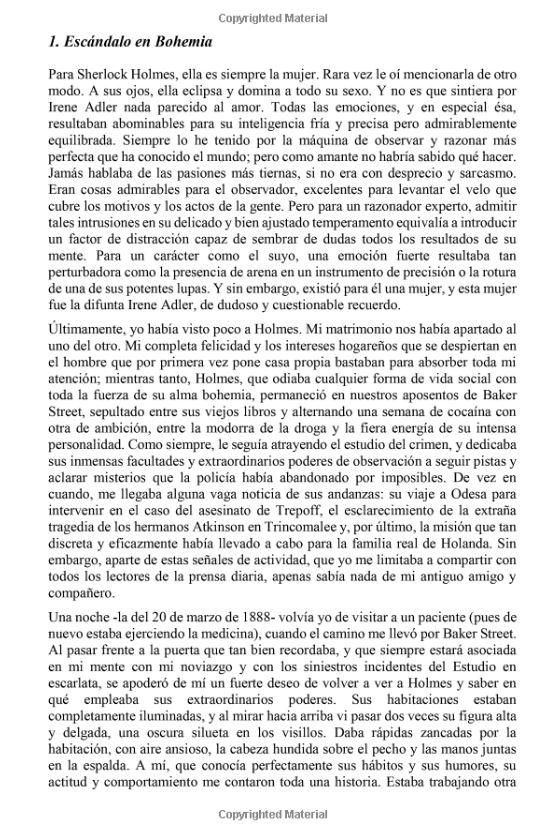 Copyrighted Material
1. Escándalo en Bohemia
Para Sherlock Holmes, ella es siempre la mujer. Rara vez le oí mencionarla de otro
modo. A sus ojos, ella eclipsa y domina a todo su sexo. Y no es que sintiera por
Irene Adler nada parecido al amor. Todas las emociones, y en especial ésa,
resultaban abominables para su inteligencia fría y precisa pero admirablemente
equilibrada. Siempre lo he tenido por la máquina de observar y razonar más
perfecta que ha conocido el mundo; pero como amante no habría sabido qué hacer.
Jamás hablaba de las pasiones más tiernas, si no era con desprecio y sarcasmo.
Eran cosas admirables para el observador, excelentes para levantar el velo que
cubre los motivos y los actos de la gente. Pero para un razonador experto, admitir
tales intrusiones en su delicado y bien ajustado temperamento equivalía a introducir
un factor de distracción capaz de sembrar de dudas todos los resultados de su
mente. Para un carácter como el suyo, una emoción fuerte resultaba tan
perturbadora como la presencia de arena en un instrumento de precisión o la rotura
de una de sus potentes lupas. Y sin embargo, existió para él una mujer, y esta mujer
fue la difunta Irene Adler, de dudoso y cuestionable recuerdo.
Últimamente, yo había visto poco a Holmes. Mi matrimonio nos había apartado al
uno del otro. Mi completa felicidad y los intereses hogareños que se despiertan en
el hombre que por primera vez pone casa propia bastaban para absorber toda mi
atención; mientras tanto, Holmes, que odiaba cualquier forma de vida social con
toda la fuerza de su alma bohemia, permaneció en nuestros aposentos de Baker
Street, sepultado entre sus viejos libros y alternando una semana de cocaína con
otra de ambición, entre la modorra de la droga y la fiera energía de su intensa
personalidad. Como siempre, le seguía atrayendo el estudio del crimen, y dedicaba
sus inmensas facultades y extraordinarios poderes de observación a seguir pistas y
aclarar misterios que la policía había abandonado por imposibles. De vez en
cuando, me llegaba alguna vaga noticia de sus andanzas: su viaje a Odesa para
intervenir en el caso del asesinato de Trepoff, el esclarecimiento de la extraña
tragedia de los hermanos Atkinson en Trincomalee y, por último, la misión que tan
discreta y eficazmente había llevado a cabo para la familia real de Holanda. Sin
embargo, aparte de estas señales de actividad, que yo me limitaba a compartir con
todos los lectores de la prensa diaria, apenas sabía nada de mi antiguo amigo y
compañero.
Una noche -la del 20 de marzo de 1888- volvía yo de visitar a un paciente (pues de
nuevo estaba ejerciendo la medicina), cuando el camino me llevó por Baker Street.
Al pasar frente a la puerta que tan bien recordaba, y que siempre estará asociada
en mi mente con mi noviazgo y con los siniestros incidentes del Estudio en
escarlata, se apoderó de mí un fuerte deseo de volver a ver a Holmes y saber en
qué empleaba sus extraordinarios poderes. Sus habitaciones estaban
completamente iluminadas, y al mirar hacia arriba vi pasar dos veces su figura alta
y delgada, una oscura silueta en los visillos. Daba rápidas zancadas por la
habitación, con aire ansioso, la cabeza hundida sobre el pecho y las manos juntas
en la espalda. A mí, que conocía perfectamente sus hábitos y sus humores, su
actitud y comportamiento me contaron toda una historia. Estaba trabajando otra
Copyrighted Material